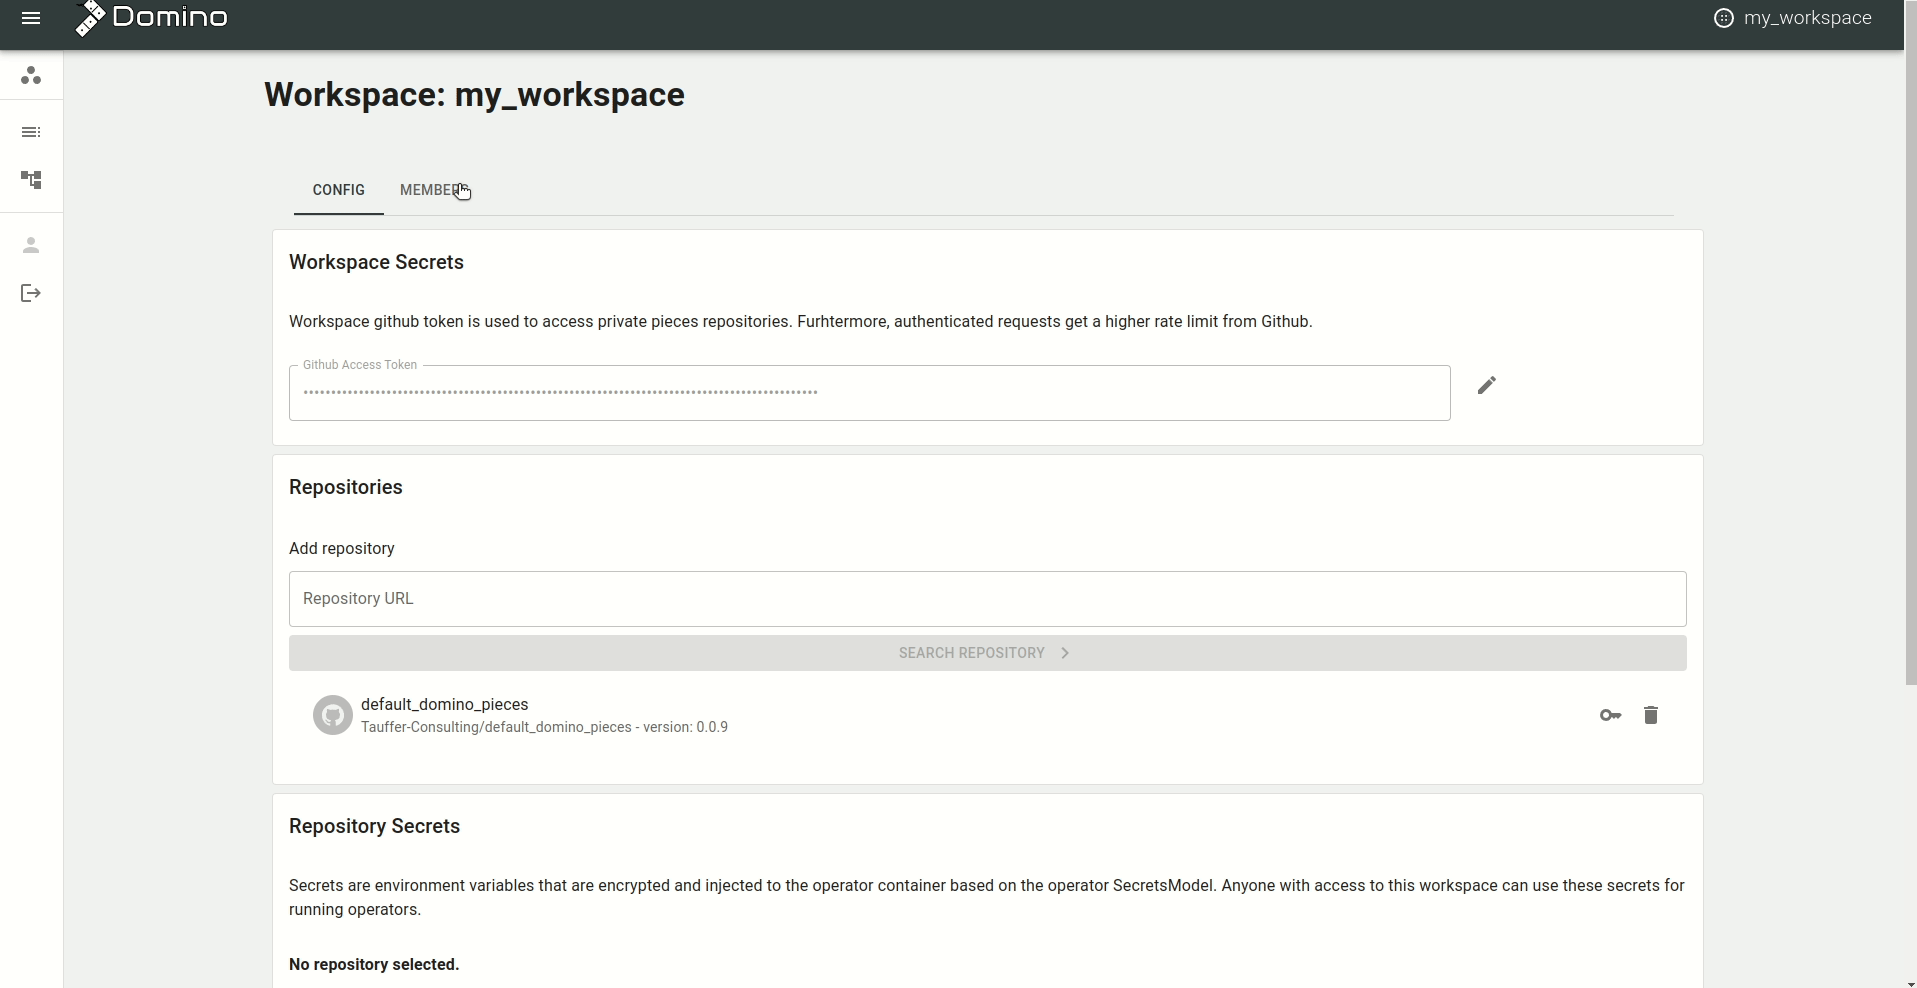 Domino
my_workspace
Workspace: my_workspace
CONFIG
Workspace Secrets
Workspace github token is used to access private pieces repositories. Furhtermore, authenticated requests get a higher rate limit from Github.
Github Access Token
Repositories
Add repository
Repository URL
SEARCH REPOSITORY
default_domino_pieces
Tauffer-Consulting/default_domino_pieces - version: 0.0.9
Repository Secrets
Secrets are environment variables that are encrypted and injected to the operator container based on the operator SecretsModel. Anyone with access to this workspace can use these secrets for
running operators.
No repository selected.